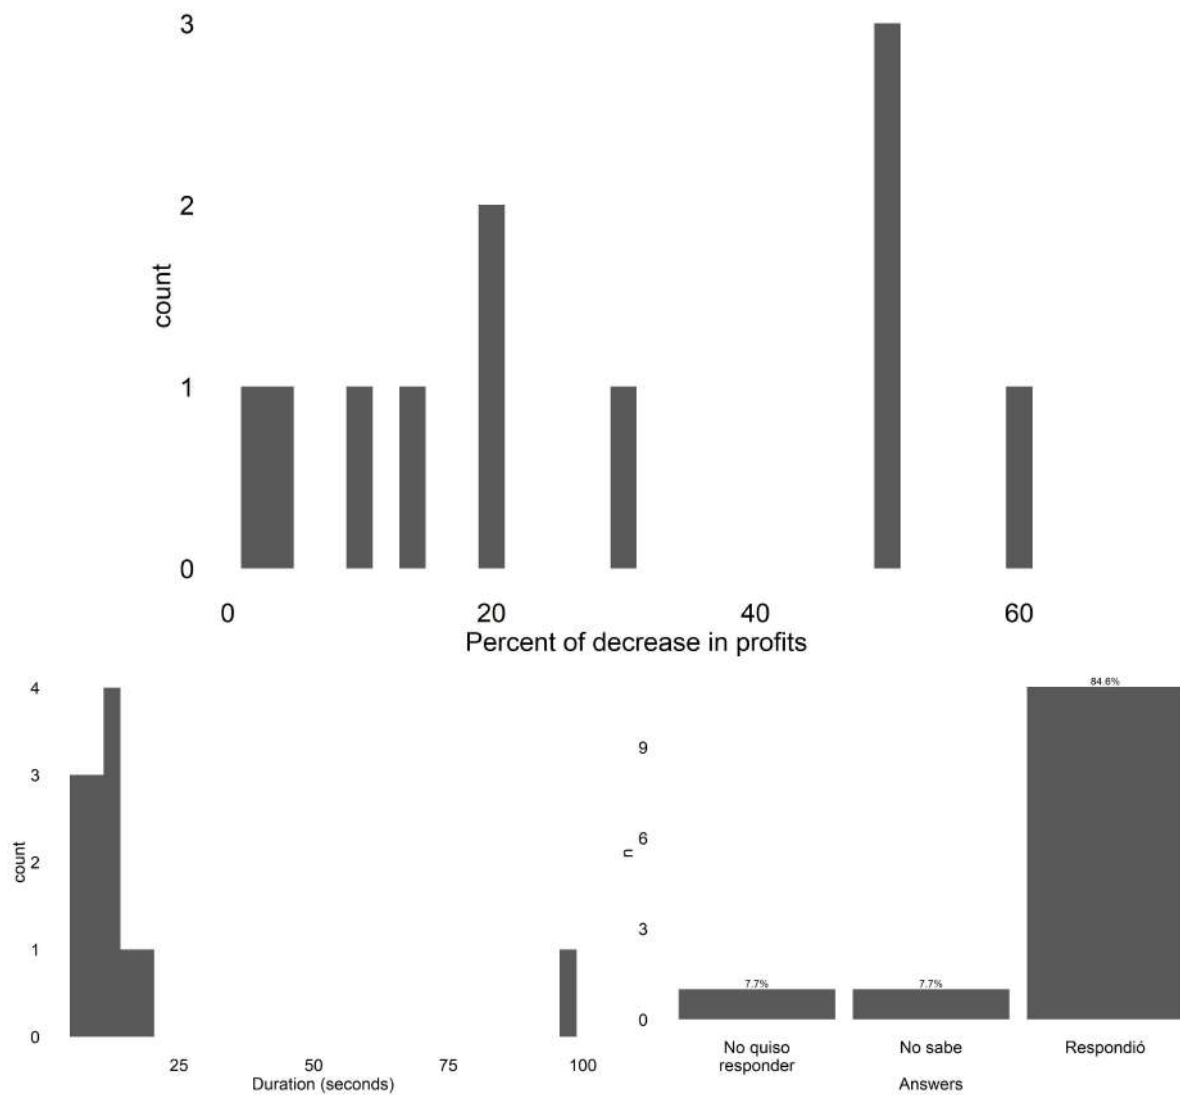 3
2
1
0
count
0 20 40 60
Percent of decrease in profits
4
3
2
1
0
count
25 50 75 100
Duration (seconds)
84.6%
9
6
3
0
n
7.7% 7.7%
No quiso
responder
No sabe
Respondió
Answers